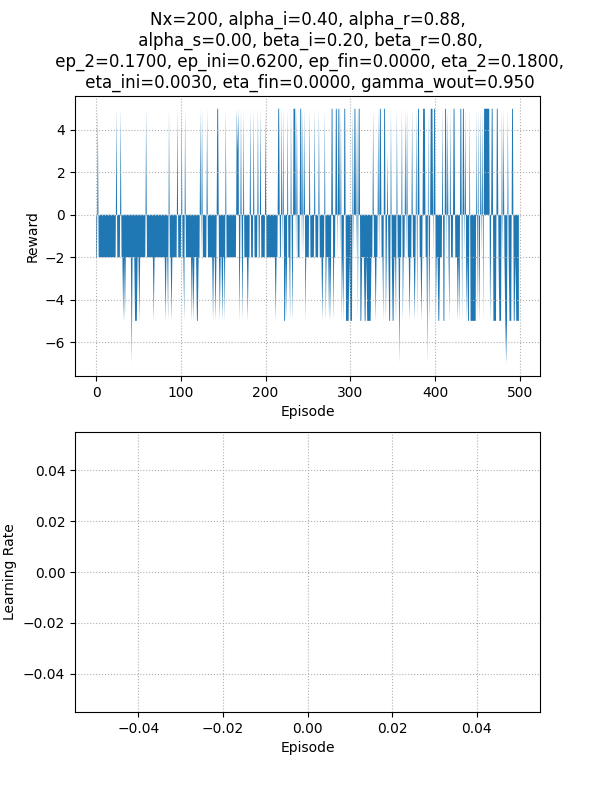 Nx=200, alpha_i=0.40, alpha_r=0.88,
alpha_s=0.00, beta_i=0.20, beta_r=0.80,
ep_2=0.1700, ep_ini=0.6200, ep_fin=0.0000, eta_2=0.1800,
eta_ini=0.0030, eta_fin=0.0000, gamma_wout=0.950
4
2
0
−2
−4
−6
Reward
0 100 200 300 400 500
Episode
0.04
0.02
0.00
−0.02
−0.04
Learning Rate
−0.04 −0.02 0.00 0.02 0.04
Episode